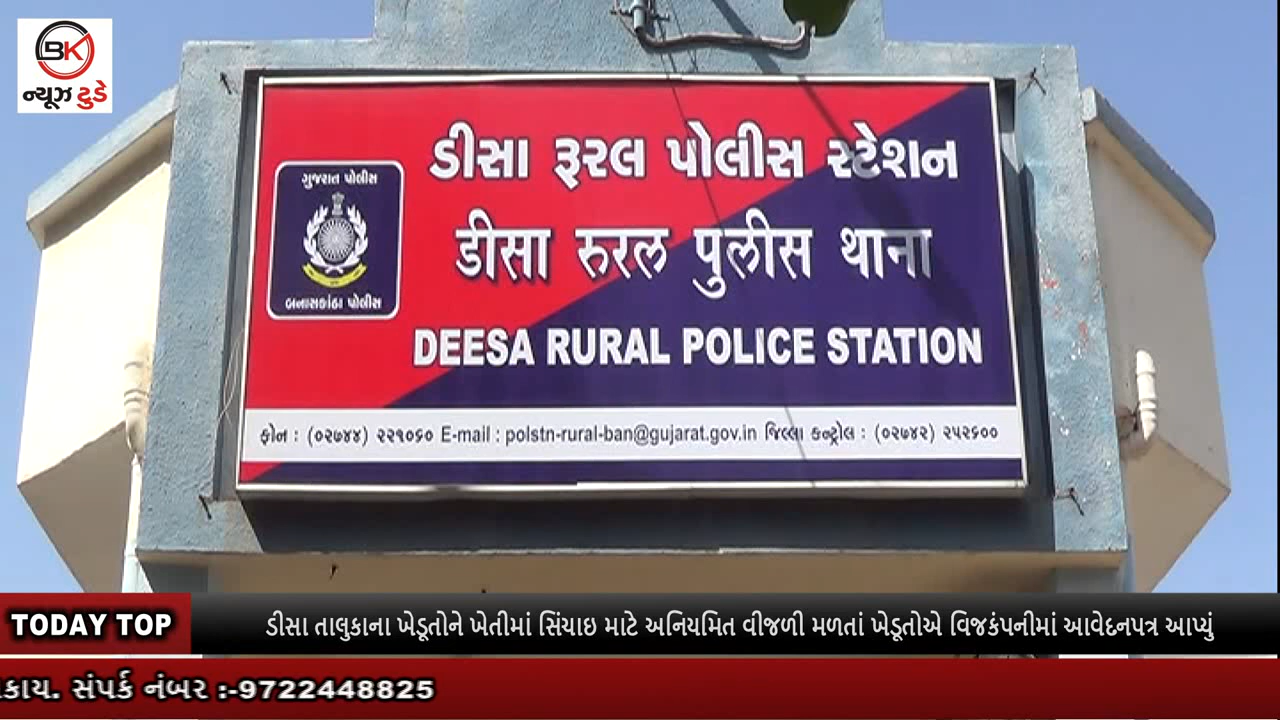 BK
ન્યૂઝ ટુડે
ડીસા રૂરલ પોલીસ સ્ટેશન
डीसा रुरल पुलीस थाना
DEESA RURAL POLICE STATION
ગુજરાત પોલીસ
બનાસકાંઠા પોલીસ
ફોન : (૦૨૭૪૪) ૨૨૧૦૬૦ E-mail : polstn-rural-ban@gujarat.gov.in જિલ્લા કન્ટ્રોલ : (૦૨૭૪૨) ૨૫૨૬૦૦
TODAY TOP ડીસા તાલુકાના ખેડૂતોને ખેતીમાં સિંચાઇ માટે અનિયમિત વીજળી મળતાં ખેડૂતોએ વિજકંપનીમાં આવેદનપત્ર આપ્યું
કાય. સંપર્ક નંબર :-9722448825